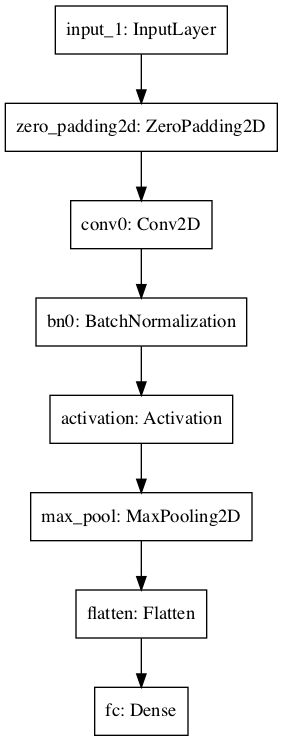 input_1: InputLayer
zero_padding2d: ZeroPadding2D
conv0: Conv2D
bn0: BatchNormalization
activation: Activation
max_pool: MaxPooling2D
flatten: Flatten
fc: Dense